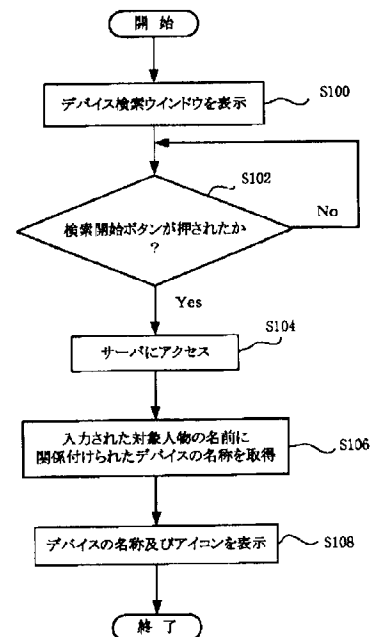 開 始
デバイス検索ウインドウを表示
S100
S102
検索開始ボタンが押されたか
?
No
Yes
S104
サーバにアクセス
入力された対象人物の名前に
関係付けられたデバイスの名称を取得
S106
デバイスの名称及びアイコンを表示
S108
終 了